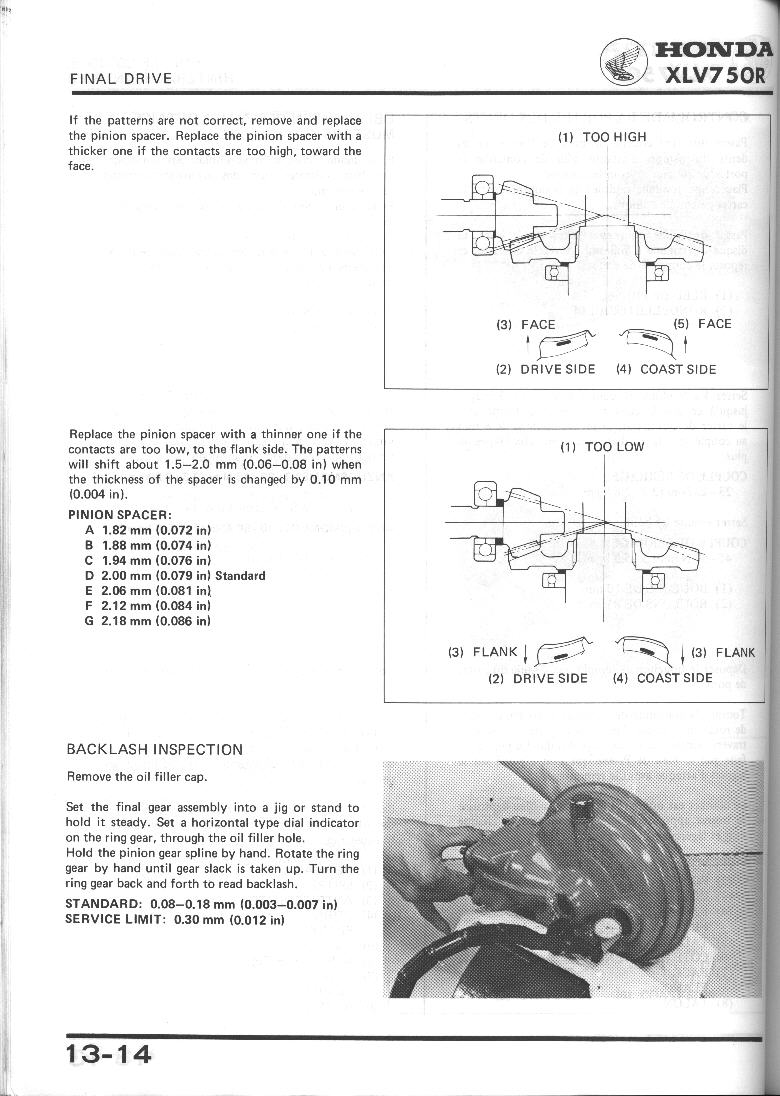 HONDA
FINAL DRIVE
XLV750R
If the patterns are not correct, remove and replace
the pinion spacer. Replace the pinion spacer with a
thicker one if the contacts are too high, toward the
face.
(1) TOO HIGH
(3) FACE
(5) FACE
(2) DRIVE SIDE
(4) COAST SIDE
Replace the pinion spacer with a thinner one if the
contacts are too low, to the flank side. The patterns
will shift about 1.5–2.0 mm (0.06–0.08 in) when
the thickness of the spacer is changed by 0.10 mm
(0.004 in).
PINION SPACER:
A 1.82 mm (0.072 in)
B 1.88 mm (0.074 in)
C 1.94 mm (0.076 in)
D 2.00 mm (0.079 in) Standard
E 2.06 mm (0.081 in)
F 2.12 mm (0.084 in)
G 2.18 mm (0.086 in)
(1) TOO LOW
(3) FLANK
(3) FLANK
(2) DRIVE SIDE
(4) COAST SIDE
BACKLASH INSPECTION
Remove the oil filler cap.
Set the final gear assembly into a jig or stand to
hold it steady. Set a horizontal type dial indicator
on the ring gear, through the oil filler hole.
Hold the pinion gear spline by hand. Rotate the ring
gear by hand until gear slack is taken up. Turn the
ring gear back and forth to read backlash.
STANDARD: 0.08–0.18 mm (0.003–0.007 in)
SERVICE LIMIT: 0.30 mm (0.012 in)
13-14